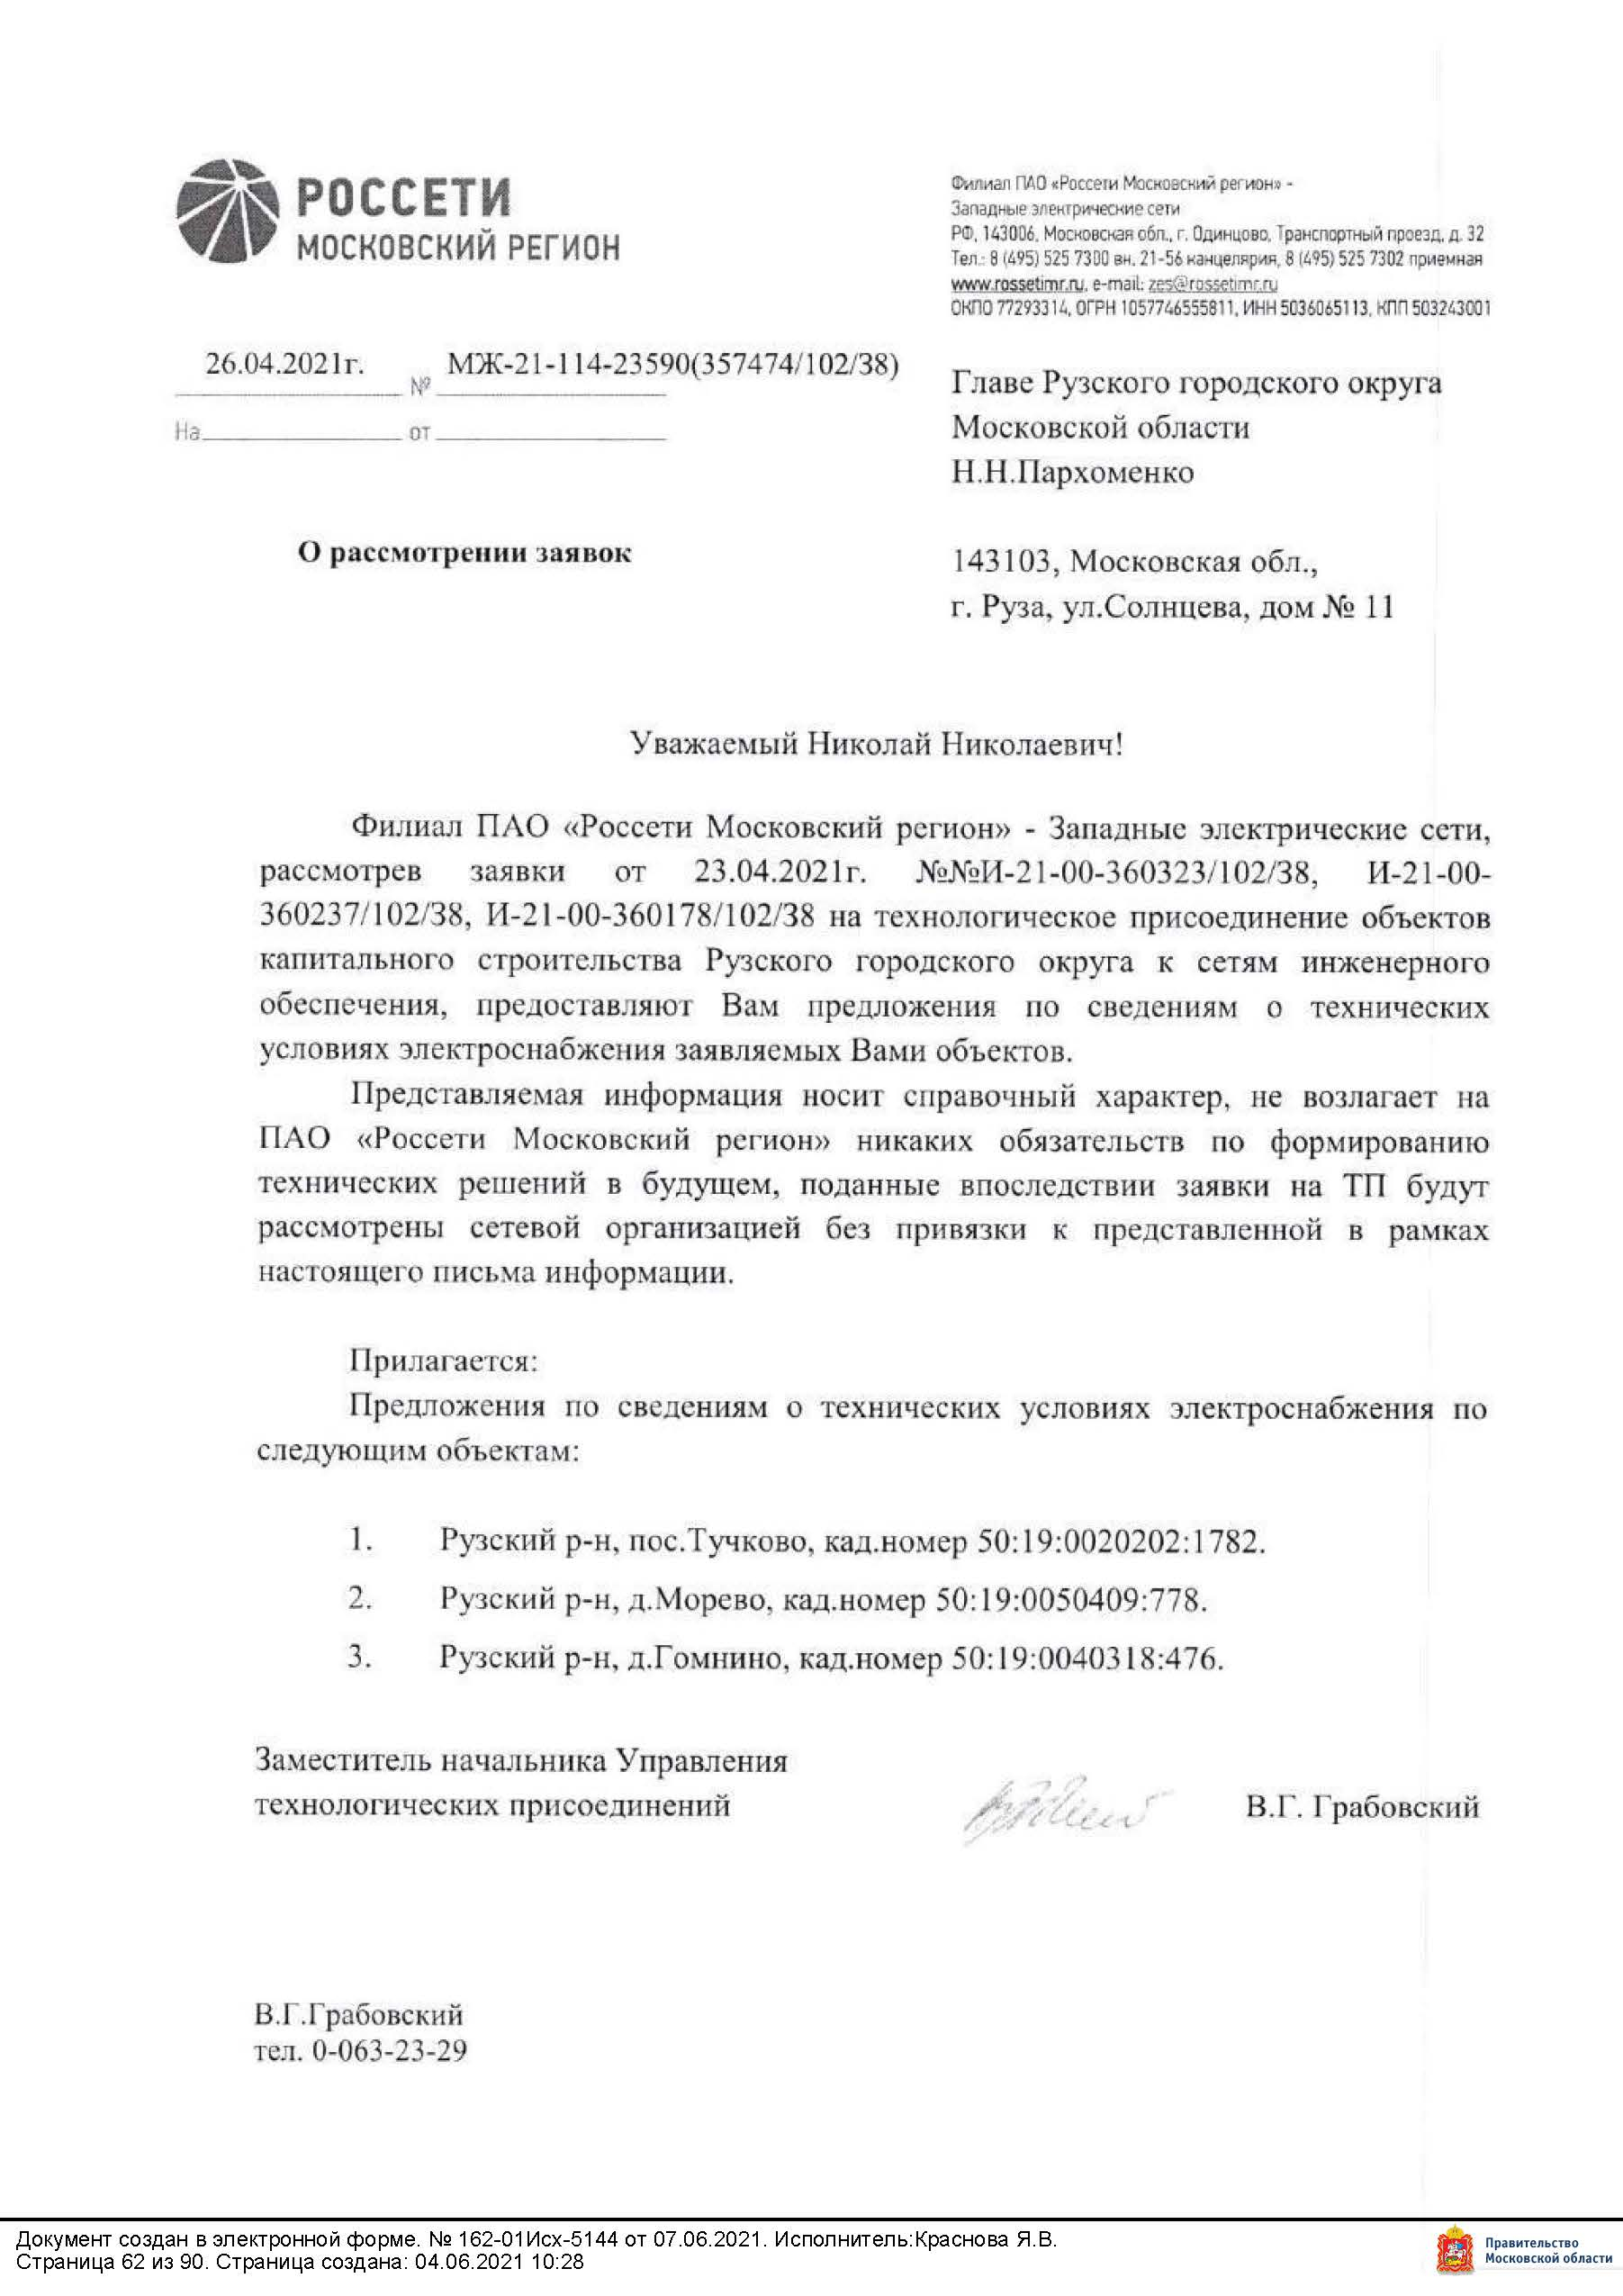 РОССЕТИ
МОСКОВСКИЙ РЕГИОН
Филиал ПАО «Россети Московский регион» -
Западные электрические сети
РФ, 143006, Московская обл., г. Одинцово, Транспортный проезд, д. 32
Тел.: 8 (495) 525 7300 вн. 21-56 канцелярия, 8 (495) 525 7302 приемная
www.rossetimr.ru, e-mail: zes@rossetimr.ru
ОКПО 77293314, ОГРН 1057746555811, ИНН 5036065113, КПП 503243001
26.04.2021г. № МЖ-21-114-23590(357474/102/38)
На от
Главе Рузского городского округа
Московской области
Н.Н.Пархоменко
О рассмотрении заявок
143103, Московская обл.,
г. Руза, ул.Солнцева, дом № 11
Уважаемый Николай Николаевич!
Филиал ПАО «Россети Московский регион» - Западные электрические сети,
рассмотрев заявки от 23.04.2021г. №№И-21-00-360323/102/38, И-21-00-
360237/102/38, И-21-00-360178/102/38 на технологическое присоединение объектов
капитального строительства Рузского городского округа к сетям инженерного
обеспечения, предоставляют Вам предложения по сведениям о технических
условиях электроснабжения заявляемых Вами объектов.
Представляемая информация носит справочный характер, не возлагает на
ПАО «Россети Московский регион» никаких обязательств по формированию
технических решений в будущем, поданные впоследствии заявки на ТП будут
рассмотрены сетевой организацией без привязки к представленной в рамках
настоящего письма информации.
Прилагается:
Предложения по сведениям о технических условиях электроснабжения по
следующим объектам:
1. Рузский р-н, пос.Тучково, кад.номер 50:19:0020202:1782.
2. Рузский р-н, д.Морево, кад.номер 50:19:0050409:778.
3. Рузский р-н, д.Гомнино, кад.номер 50:19:0040318:476.
Заместитель начальника Управления
технологических присоединений В.Г. Грабовский
В.Г.Грабовский
тел. 0-063-23-29
Документ создан в электронной форме. № 162-01Исх-5144 от 07.06.2021. Исполнитель:Краснова Я.В.
Страница 62 из 90. Страница создана: 04.06.2021 10:28
Правительство
Московской области